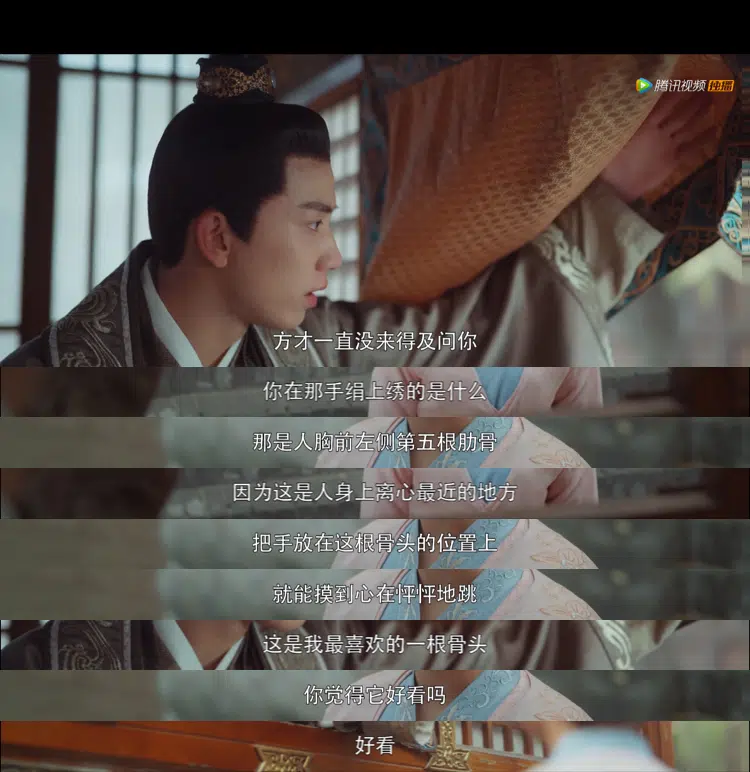 腾讯视频 独播
方才一直没来得及问你
你在那手绢上绣的是什么
那是人胸前左侧第五根肋骨
因为这是人身上离心最近的地方
把手放在这根骨头的位置上
就能摸到心在怦怦地跳
这是我最喜欢的一根骨头
你觉得它好看吗
好看